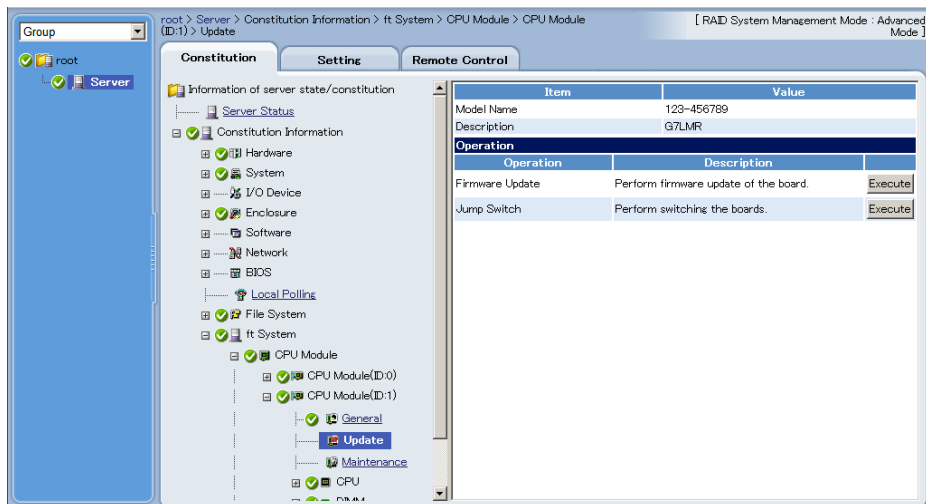 Group
root
Server
root > Server > Constitution Information > ft System > CPU Module > CPU Module
(ID:1) > Update
[ RAID System Management Mode : Advanced
Mode ]
Constitution
Setting
Remote Control
Information of server state/constitution
Server Status
Constitution Information
Hardware
System
I/O Device
Enclosure
Software
Network
BIOS
Local Polling
File System
ft System
CPU Module
CPU Module(ID:0)
CPU Module(ID:1)
General
Update
Maintenance
CPU
DIMM
Item Value
Model Name 123-456789
Description G7LMR
Operation
Operation Description
Firmware Update Perform firmware update of the board. Execute
Jump Switch Perform switching the boards. Execute